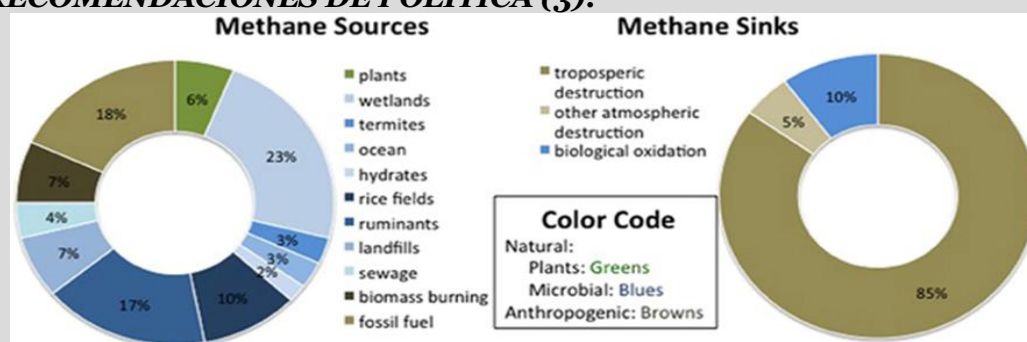 RECOMENDACIONES DE POLÍTICA (3):
Methane Sources
18%
6%
23%
3%
3%
2%
10%
17%
7%
4%
7%
plants
wetlands
termites
ocean
hydrates
rice fields
ruminants
landfills
sewage
biomass burning
fossil fuel
Methane Sinks
troposperic
destruction
other atmospheric
destruction
biological oxidation
10%
5%
85%
Color Code
Natural:
Plants: Greens
Microbial: Blues
Anthropogenic: Browns